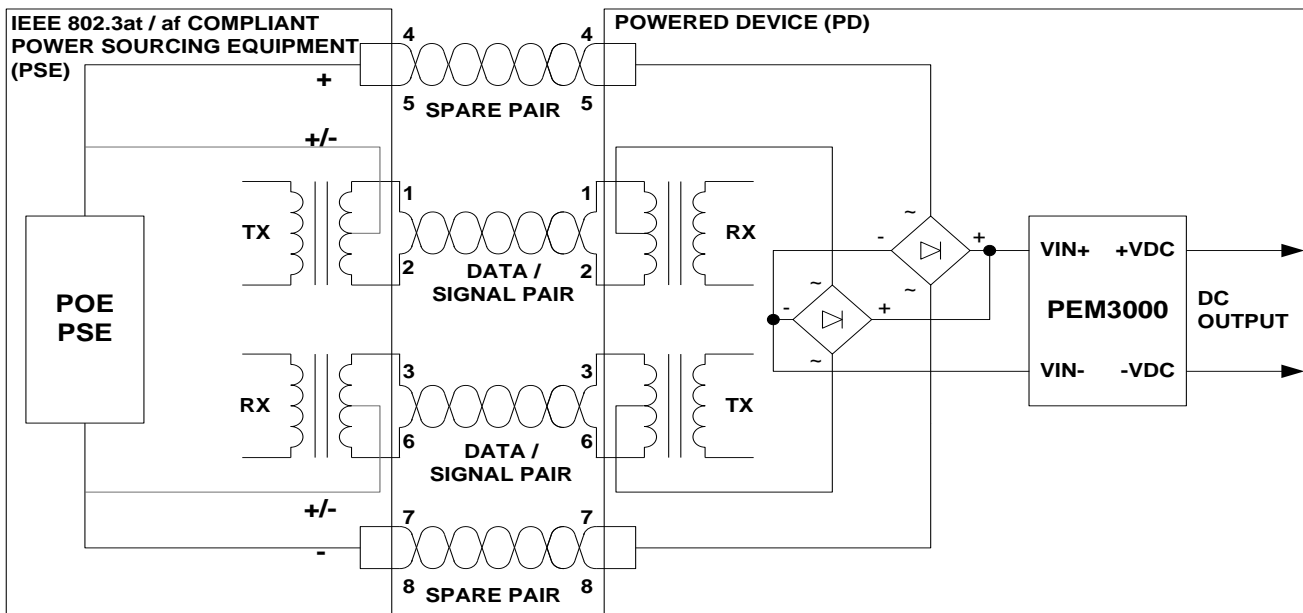 IEEE 802.3at / af COMPLIANT
POWER SOURCING EQUIPMENT
(PSE)
POWERED DEVICE (PD)
4
4
+
5
SPARE PAIR
5
+/-
1
1
TX
RX
2
2
DATA /
SIGNAL PAIR
POE
PSE
~
-
+
~
~
-
+
~
VIN+
+VDC
PEM3000
VIN-
-VDC
DC
OUTPUT
3
3
RX
TX
6
6
DATA /
SIGNAL PAIR
+/-
7
7
-
8
SPARE PAIR
8